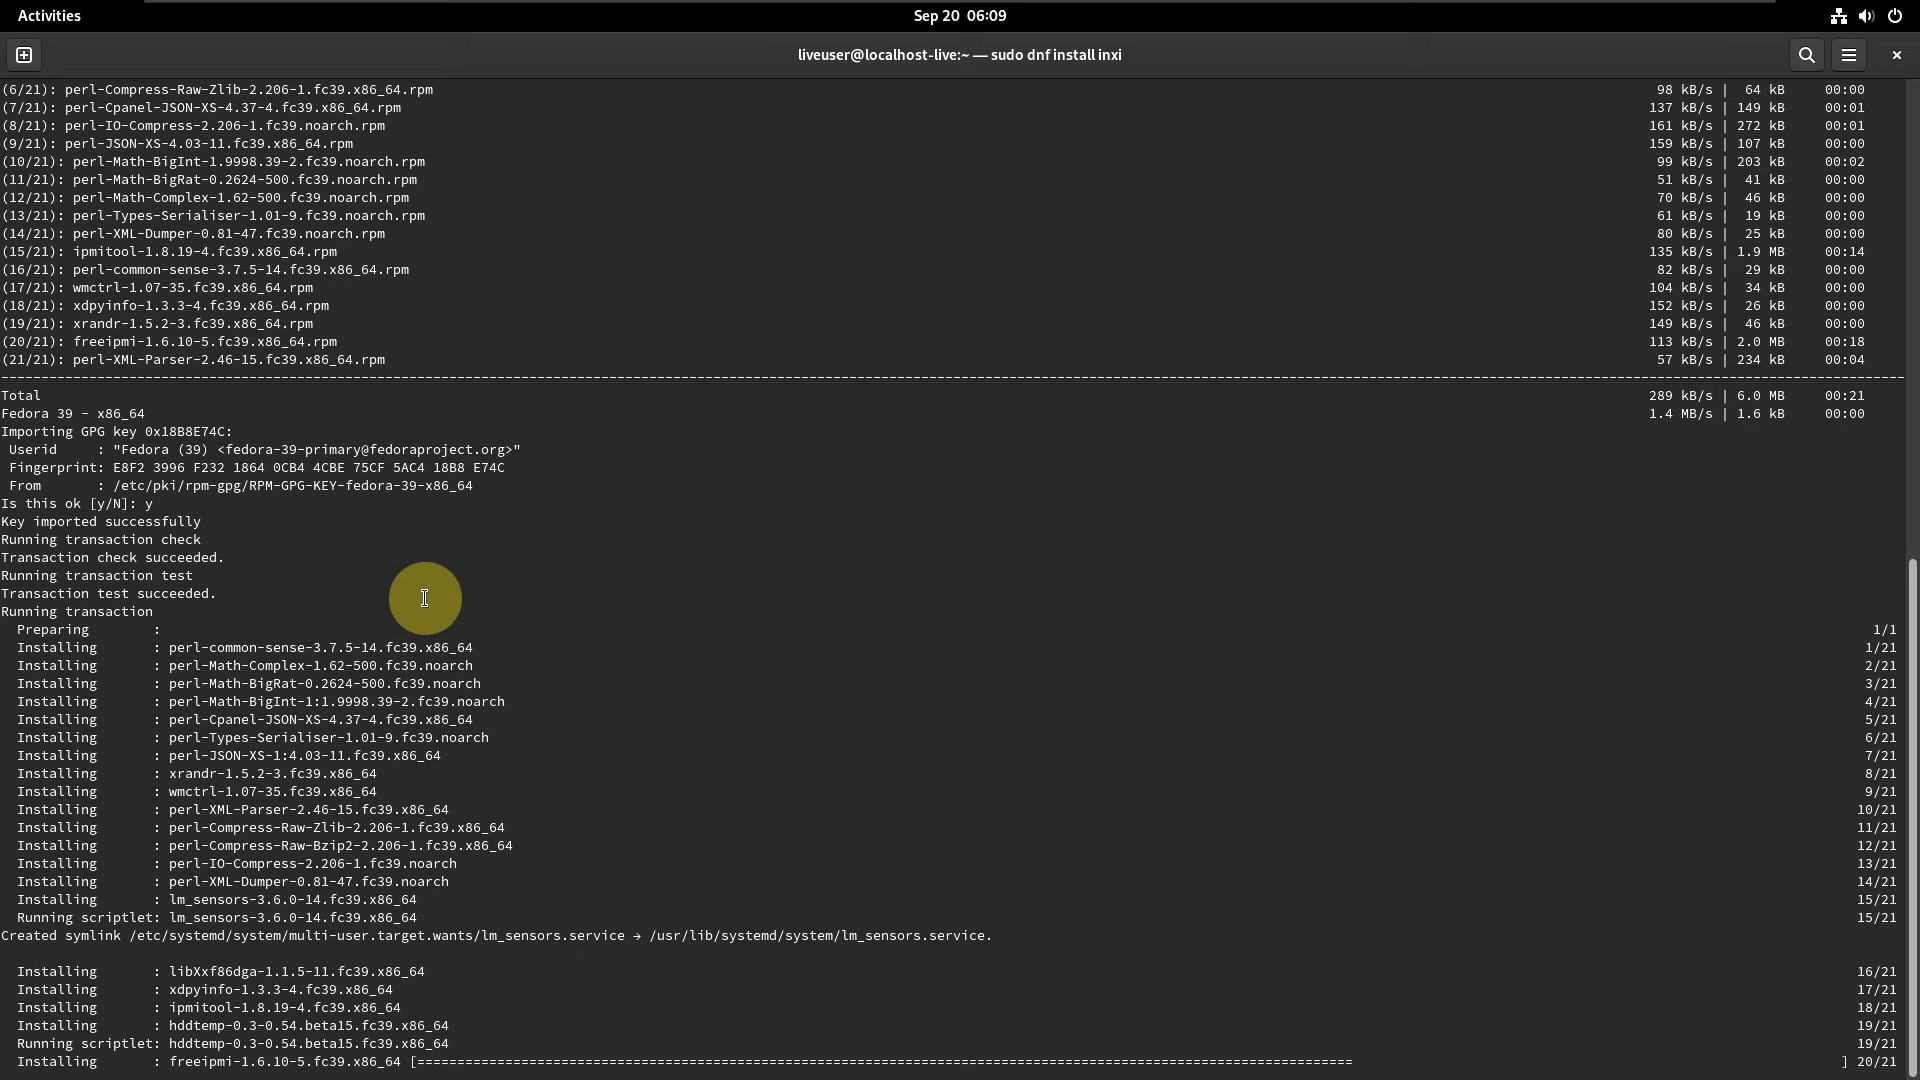 Activities
Sep 20 06:09
liveuser@localhost-live:~ — sudo dnf install inxi
(6/21): perl-Compress-Raw-Zlib-2.206-1.fc39.x86_64.rpm 98 kB/s | 64 kB 00:00
(7/21): perl-Cpanel-JSON-XS-4.37-4.fc39.x86_64.rpm 137 kB/s | 149 kB 00:01
(8/21): perl-IO-Compress-2.206-1.fc39.noarch.rpm 161 kB/s | 272 kB 00:01
(9/21): perl-JSON-XS-4.03-11.fc39.x86_64.rpm 159 kB/s | 107 kB 00:00
(10/21): perl-Math-BigInt-1.9998.39-2.fc39.noarch.rpm 99 kB/s | 203 kB 00:02
(11/21): perl-Math-BigRat-0.2624-500.fc39.noarch.rpm 51 kB/s | 41 kB 00:00
(12/21): perl-Math-Complex-1.62-500.fc39.noarch.rpm 70 kB/s | 46 kB 00:00
(13/21): perl-Types-Serialiser-1.01-9.fc39.noarch.rpm 61 kB/s | 19 kB 00:00
(14/21): perl-XML-Dumper-0.81-47.fc39.noarch.rpm 80 kB/s | 25 kB 00:00
(15/21): ipmitool-1.8.19-4.fc39.x86_64.rpm 135 kB/s | 1.9 MB 00:14
(16/21): perl-common-sense-3.7.5-14.fc39.x86_64.rpm 82 kB/s | 29 kB 00:00
(17/21): wmctrl-1.07-35.fc39.x86_64.rpm 104 kB/s | 34 kB 00:00
(18/21): xdpyinfo-1.3.3-4.fc39.x86_64.rpm 152 kB/s | 26 kB 00:00
(19/21): xrandr-1.5.2-3.fc39.x86_64.rpm 149 kB/s | 46 kB 00:00
(20/21): freeipmi-1.6.10-5.fc39.x86_64.rpm 113 kB/s | 2.0 MB 00:18
(21/21): perl-XML-Parser-2.46-15.fc39.x86_64.rpm 57 kB/s | 234 kB 00:04
Total 289 kB/s | 6.0 MB 00:21
Fedora 39 - x86_64 1.4 MB/s | 1.6 kB 00:00
Importing GPG key 0x18B8E74C:
Userid : "Fedora (39) <fedora-39-primary@fedoraproject.org>"
Fingerprint: E8F2 3996 F232 1864 0CB4 4CBE 75CF 5AC4 18B8 E74C
From : /etc/pki/rpm-gpg/RPM-GPG-KEY-fedora-39-x86_64
Is this ok [y/N]: y
Key imported successfully
Running transaction check
Transaction check succeeded.
Running transaction test
Transaction test succeeded.
Running transaction
Preparing : 1/1
Installing : perl-common-sense-3.7.5-14.fc39.x86_64 1/21
Installing : perl-Math-Complex-1.62-500.fc39.noarch 2/21
Installing : perl-Math-BigRat-0.2624-500.fc39.noarch 3/21
Installing : perl-Math-BigInt-1:1.9998.39-2.fc39.noarch 4/21
Installing : perl-Cpanel-JSON-XS-4.37-4.fc39.x86_64 5/21
Installing : perl-Types-Serialiser-1.01-9.fc39.noarch 6/21
Installing : perl-JSON-XS-1:4.03-11.fc39.x86_64 7/21
Installing : xrandr-1.5.2-3.fc39.x86_64 8/21
Installing : wmctrl-1.07-35.fc39.x86_64 9/21
Installing : perl-XML-Parser-2.46-15.fc39.x86_64 10/21
Installing : perl-Compress-Raw-Zlib-2.206-1.fc39.x86_64 11/21
Installing : perl-Compress-Raw-Bzip2-2.206-1.fc39.x86_64 12/21
Installing : perl-IO-Compress-2.206-1.fc39.noarch 13/21
Installing : perl-XML-Dumper-0.81-47.fc39.noarch 14/21
Installing : lm_sensors-3.6.0-14.fc39.x86_64 15/21
Running scriptlet: lm_sensors-3.6.0-14.fc39.x86_64 15/21
Created symlink /etc/systemd/system/multi-user.target.wants/lm_sensors.service → /usr/lib/systemd/system/lm_sensors.service.
Installing : libXxf86dga-1.1.5-11.fc39.x86_64 16/21
Installing : xdpyinfo-1.3.3-4.fc39.x86_64 17/21
Installing : ipmitool-1.8.19-4.fc39.x86_64 18/21
Installing : hddtemp-0.3-0.54.beta15.fc39.x86_64 19/21
Running scriptlet: hddtemp-0.3-0.54.beta15.fc39.x86_64 19/21
Installing : freeipmi-1.6.10-5.fc39.x86_64 [===================================================================================================================== ] 20/21